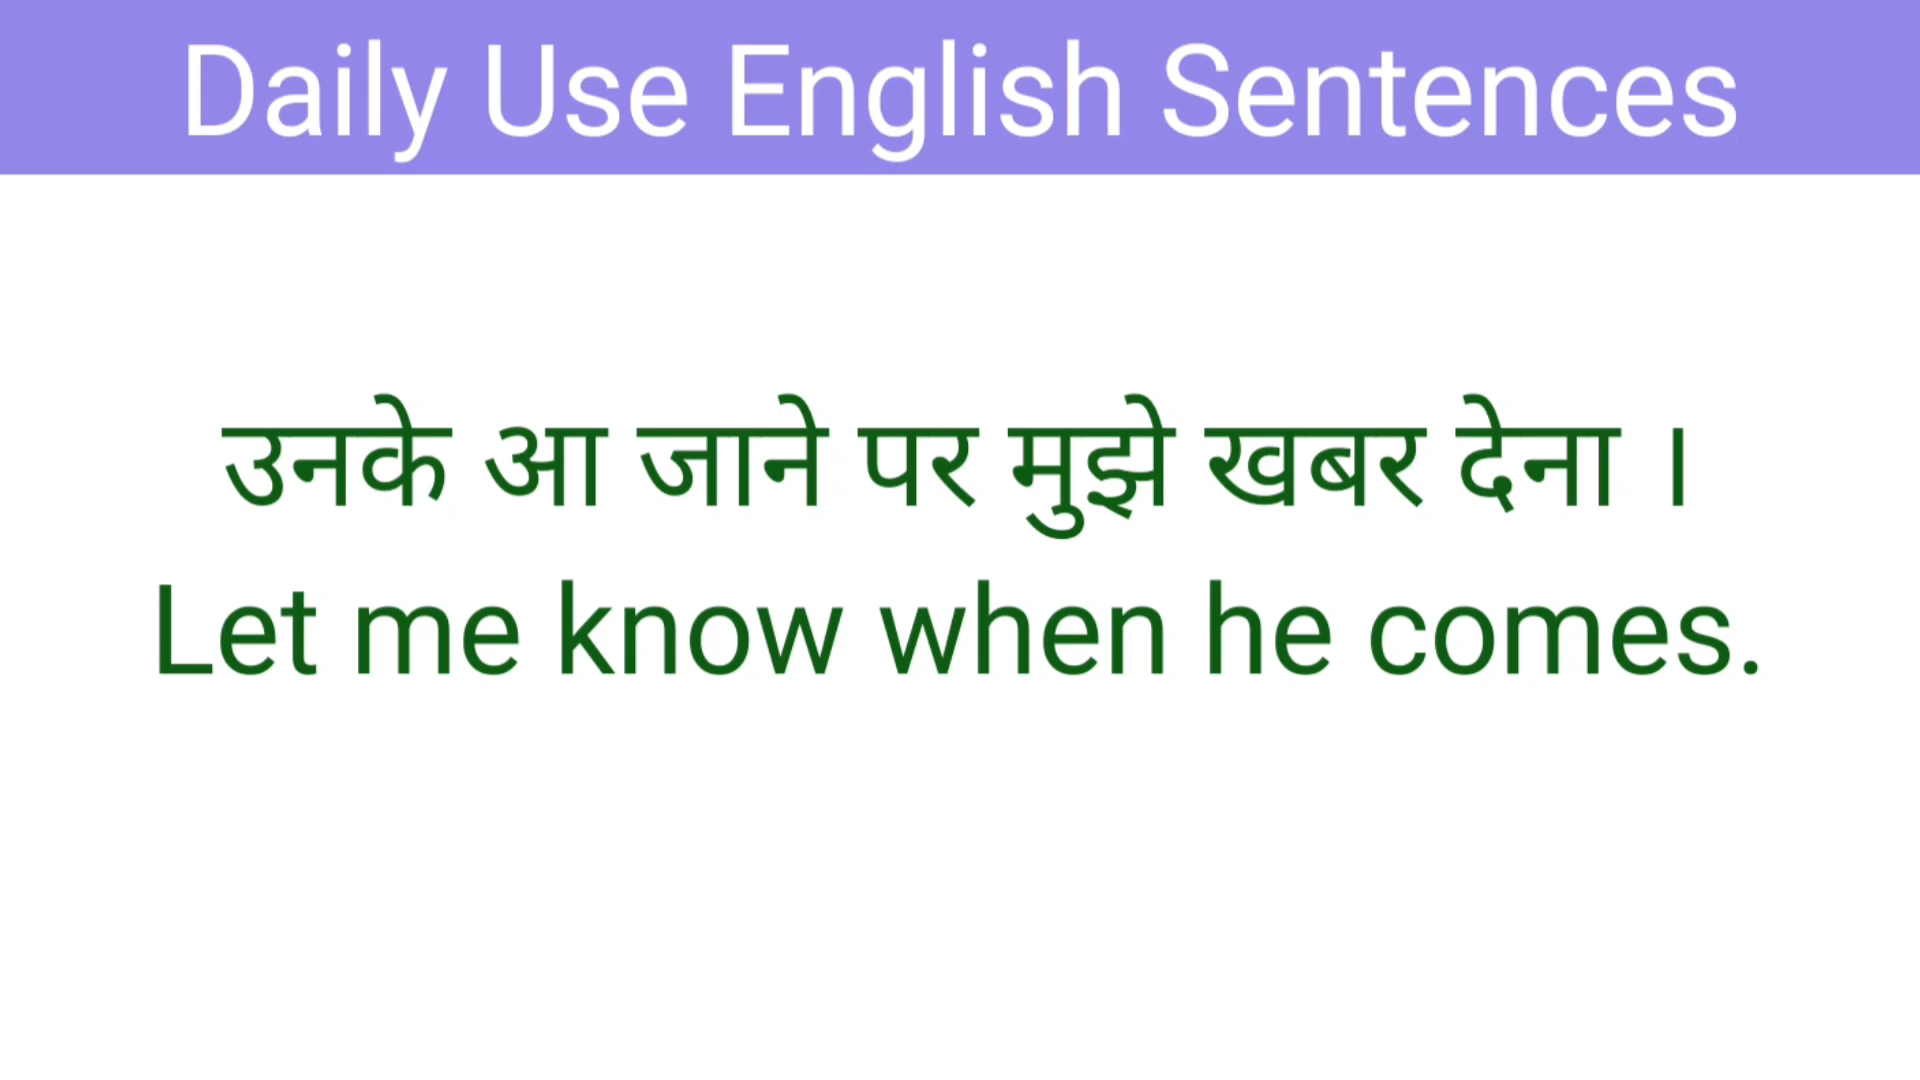 Daily Use English Sentences
उनके आ जाने पर मुझे खबर देना ।
Let me know when he comes.